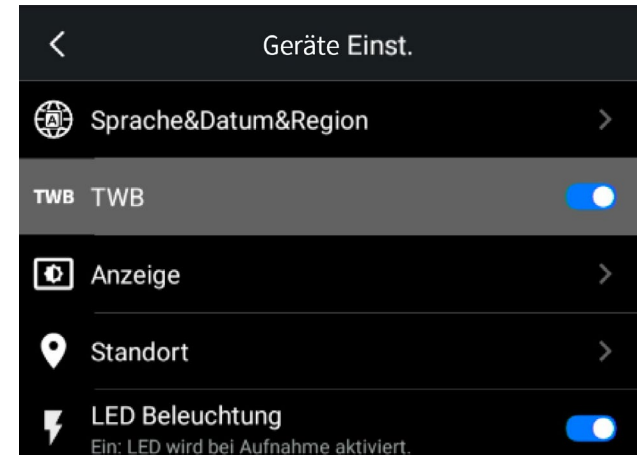 Geräte Einst.
Sprache&Datum&Region
TWB TWB
Anzeige
Standort
LED Beleuchtung
Ein: LED wird bei Aufnahme aktiviert.